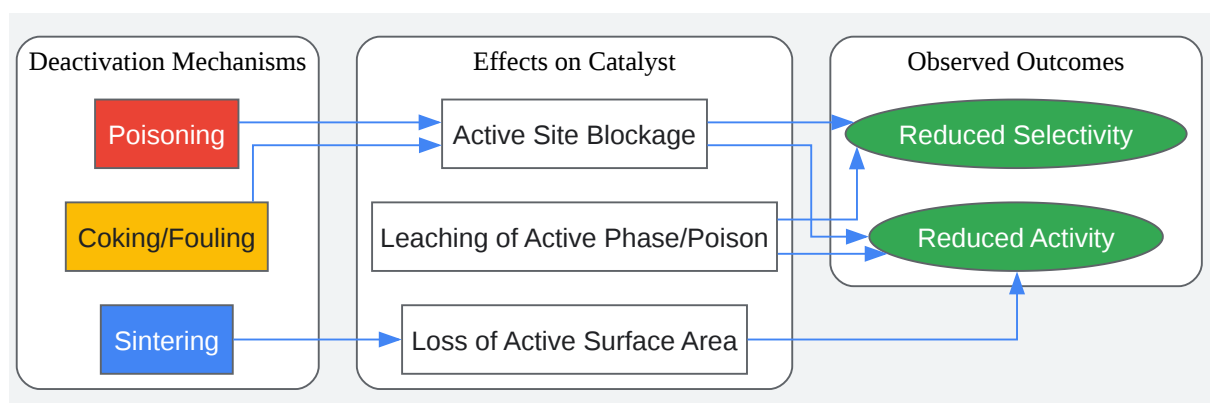 Deactivation Mechanisms
Poisoning
Coking/Fouling
Sintering
Effects on Catalyst
Active Site Blockage
Leaching of Active Phase/Poison
Loss of Active Surface Area
Observed Outcomes
Reduced Selectivity
Reduced Activity